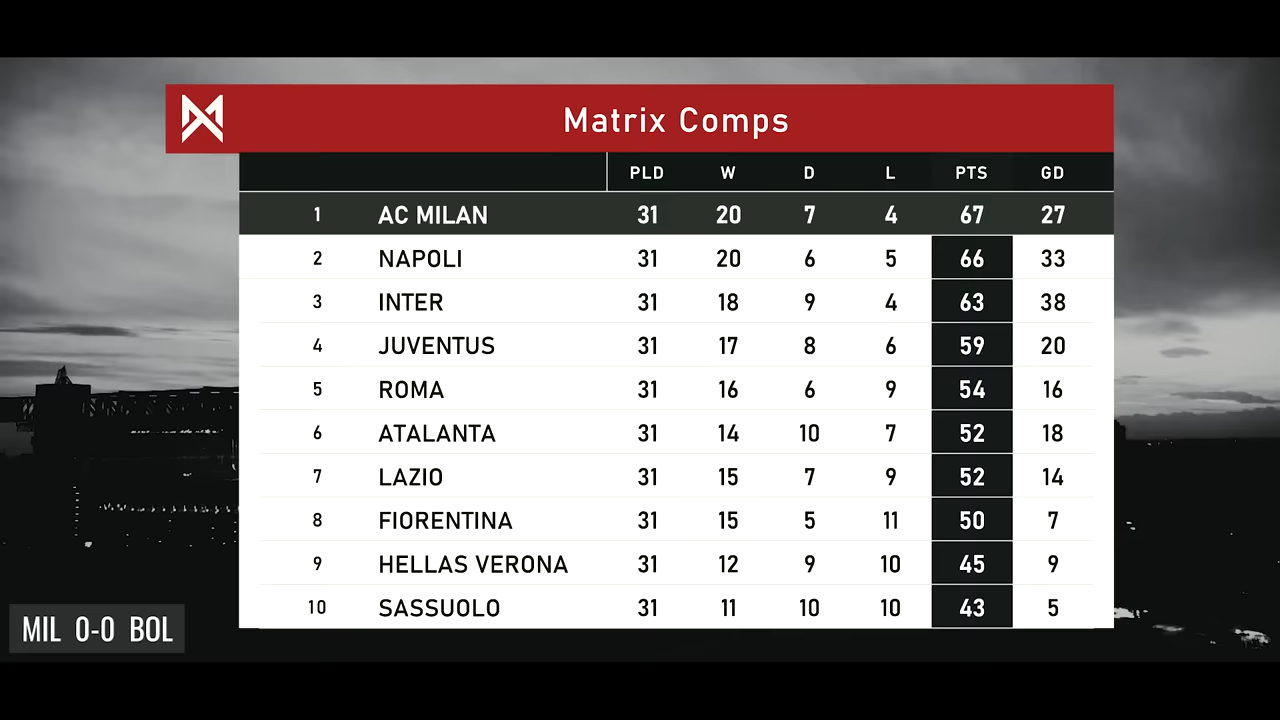 Matrix Comps
PLD W D L PTS GD
1 AC MILAN 31 20 7 4 67 27
2 NAPOLI 31 20 6 5 66 33
3 INTER 31 18 9 4 63 38
4 JUVENTUS 31 17 8 6 59 20
5 ROMA 31 16 6 9 54 16
6 ATALANTA 31 14 10 7 52 18
7 LAZIO 31 15 7 9 52 14
8 FIORENTINA 31 15 5 11 50 7
9 HELLAS VERONA 31 12 9 10 45 9
10 SASSUOLO 31 11 10 10 43 5
MIL 0-0 BOL